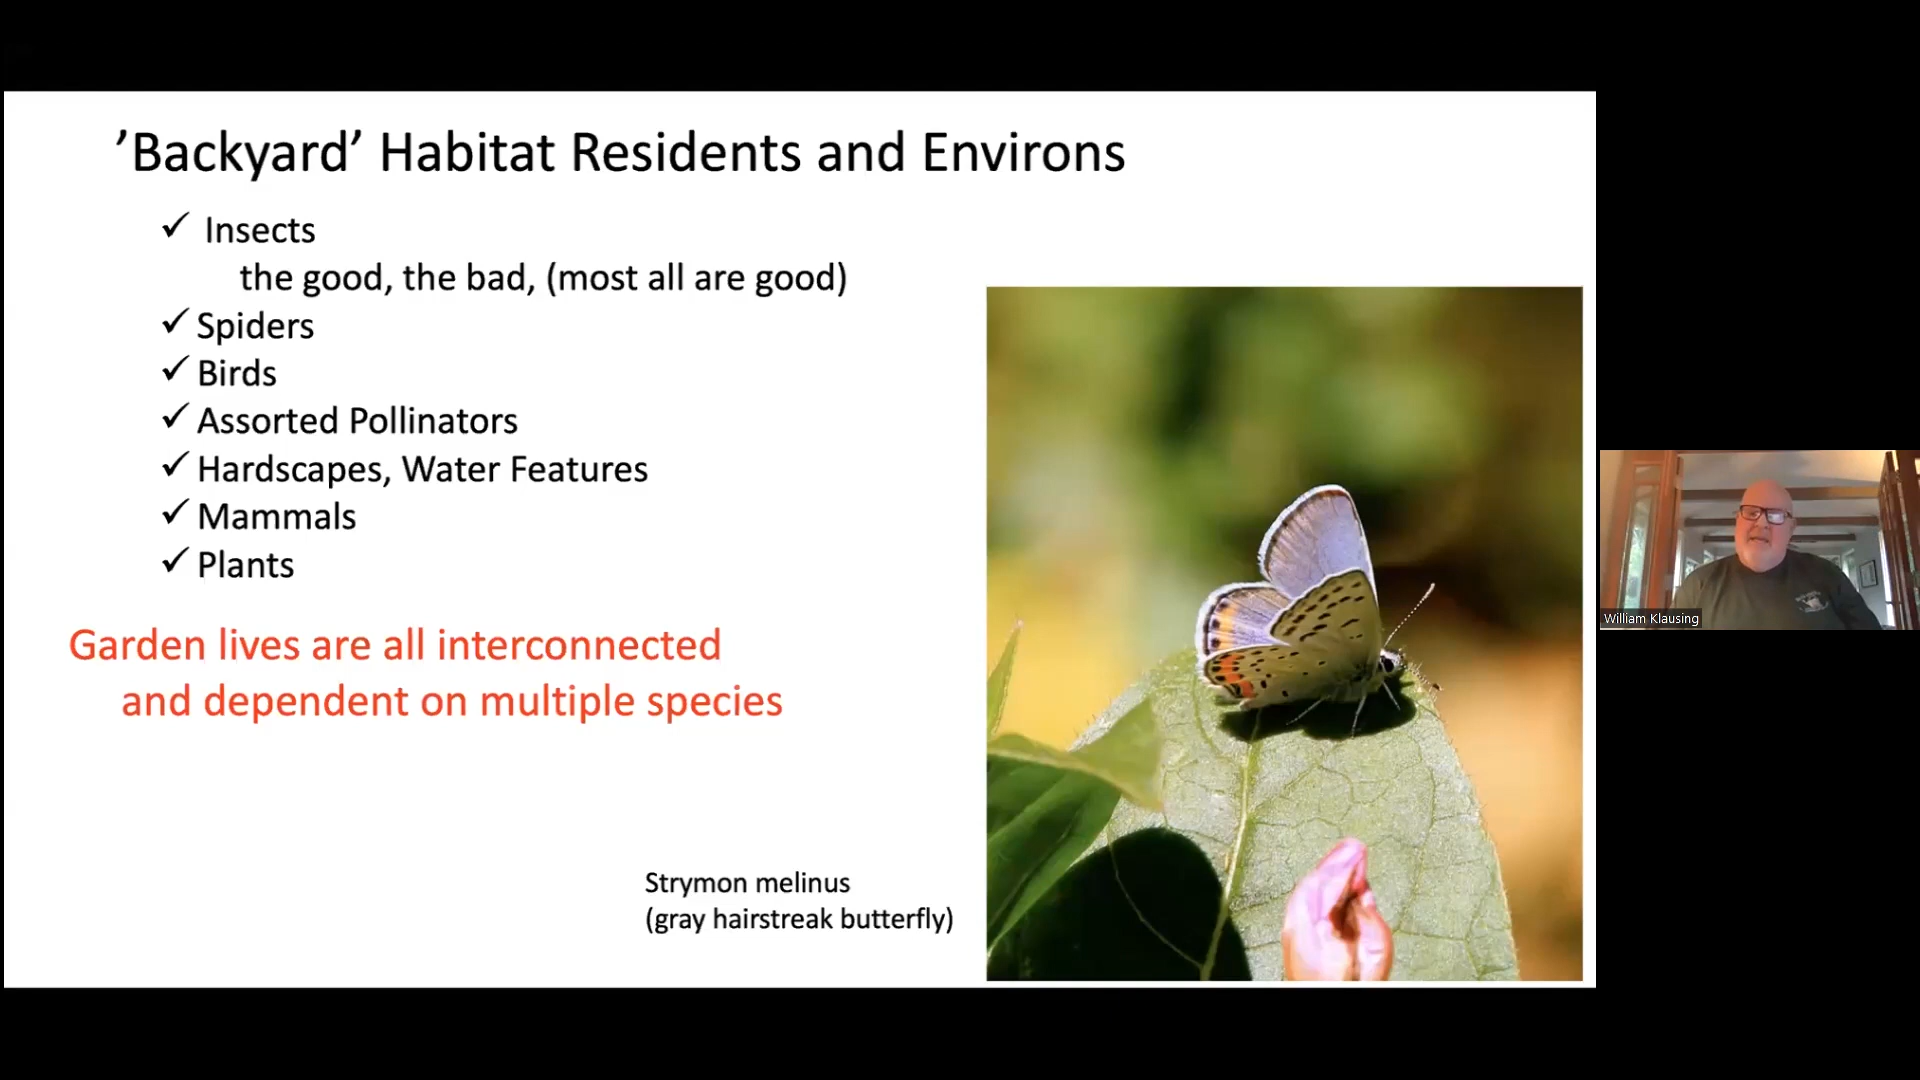 ’Backyard’ Habitat Residents and Environs
✓ Insects
the good, the bad, (most all are good)
✓ Spiders
✓ Birds
✓ Assorted Pollinators
✓ Hardscapes, Water Features
✓ Mammals
✓ Plants
Garden lives are all interconnected
and dependent on multiple species
Strymon melinus
(gray hairstreak butterfly)
William Klausing